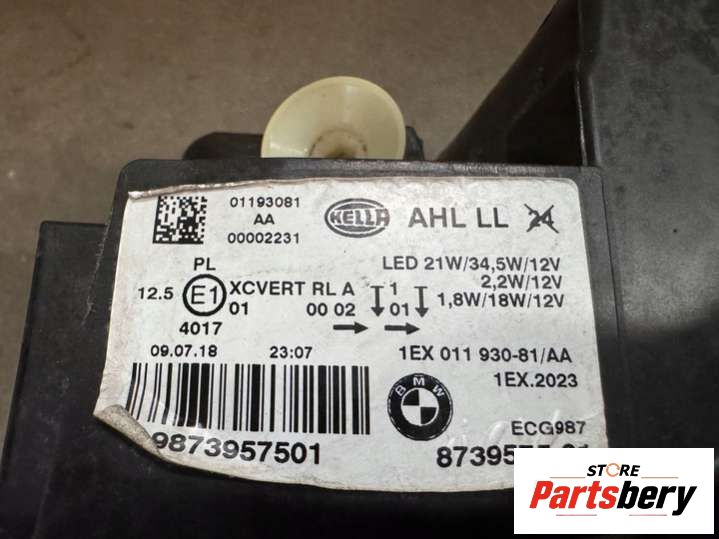 01193081
AA
00002231
HELLA AHL LL 24
PL
12.5 E1 XCVERT RL A 1
01 00 02 01
4017
LED 21W/34,5W/12V
2,2W/12V
1,8W/18W/12V
09.07.18 23:07 1EX 011 930-81/AA
1EX.2023
BMW
ECG987
9873957501
STORE
Partsbery